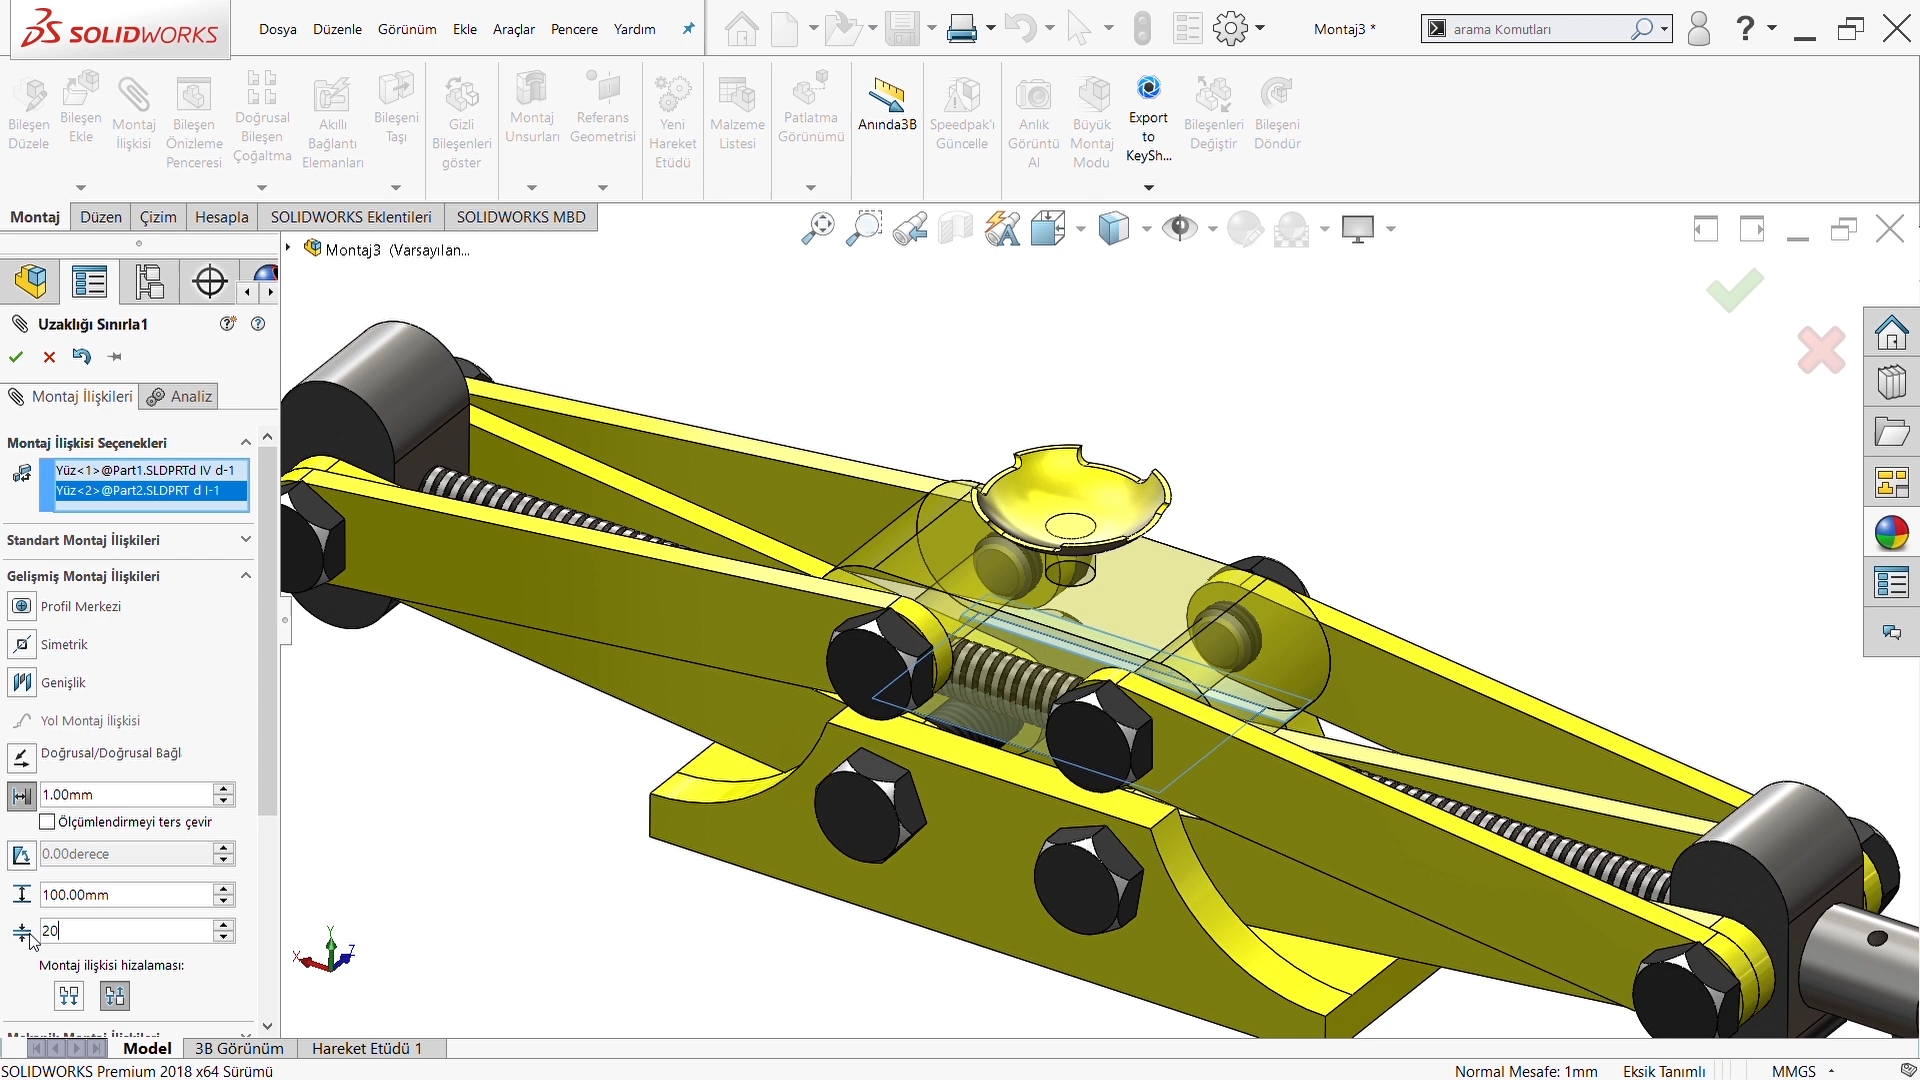 SOLIDWORKS
Dosya Düzenle Görünüm Ekle Araçlar Pencere Yardım
Montaj3 *
arama Komutları
Bileşen Düzele
Bileşen Ekle
Montaj İlişkisi
Bileşen Önizleme Penceresi
Doğrusal Bileşen Çoğaltma
Akıllı Bağlantı Elemanları
Bileşeni Taşı
Gizli Bileşenleri göster
Montaj Unsurları
Referans Geometrisi
Yeni Hareket Etüdü
Malzeme Listesi
Patlatma Görünümü
Anında3B
Speedpak'ı Güncelle
Anlık Görüntü Al
Büyük Montaj Modu
Export to KeySh...
Bileşenleri Değiştir
Bileşeni Döndür
Montaj Düzen Çizim Hesapla SOLIDWORKS Eklentileri SOLIDWORKS MBD
Montaj3 (Varsayılan...
Uzaklığı Sınırla1
Montaj İlişkileri Analiz
Montaj İlişkisi Seçenekleri
Yüz<1>@Part1.SLDPRTd IV d-1
Yüz<2>@Part2.SLDPRT d I-1
Standart Montaj İlişkileri
Gelişmiş Montaj İlişkileri
Profil Merkezi
Simetrik
Genişlik
Yol Montaj İlişkisi
Doğrusal/Doğrusal Bağl
1.00mm
Ölçümlendirmeyi ters çevir
0.00derece
100.00mm
20
Montaj ilişkisi hizalaması:
Mekanik Montaj İlişkileri
Y
X
Z
Model 3B Görünüm Hareket Etüdü 1
SOLIDWORKS Premium 2018 x64 Sürümü
Normal Mesafe: 1mm Eksik Tanımlı MMGS